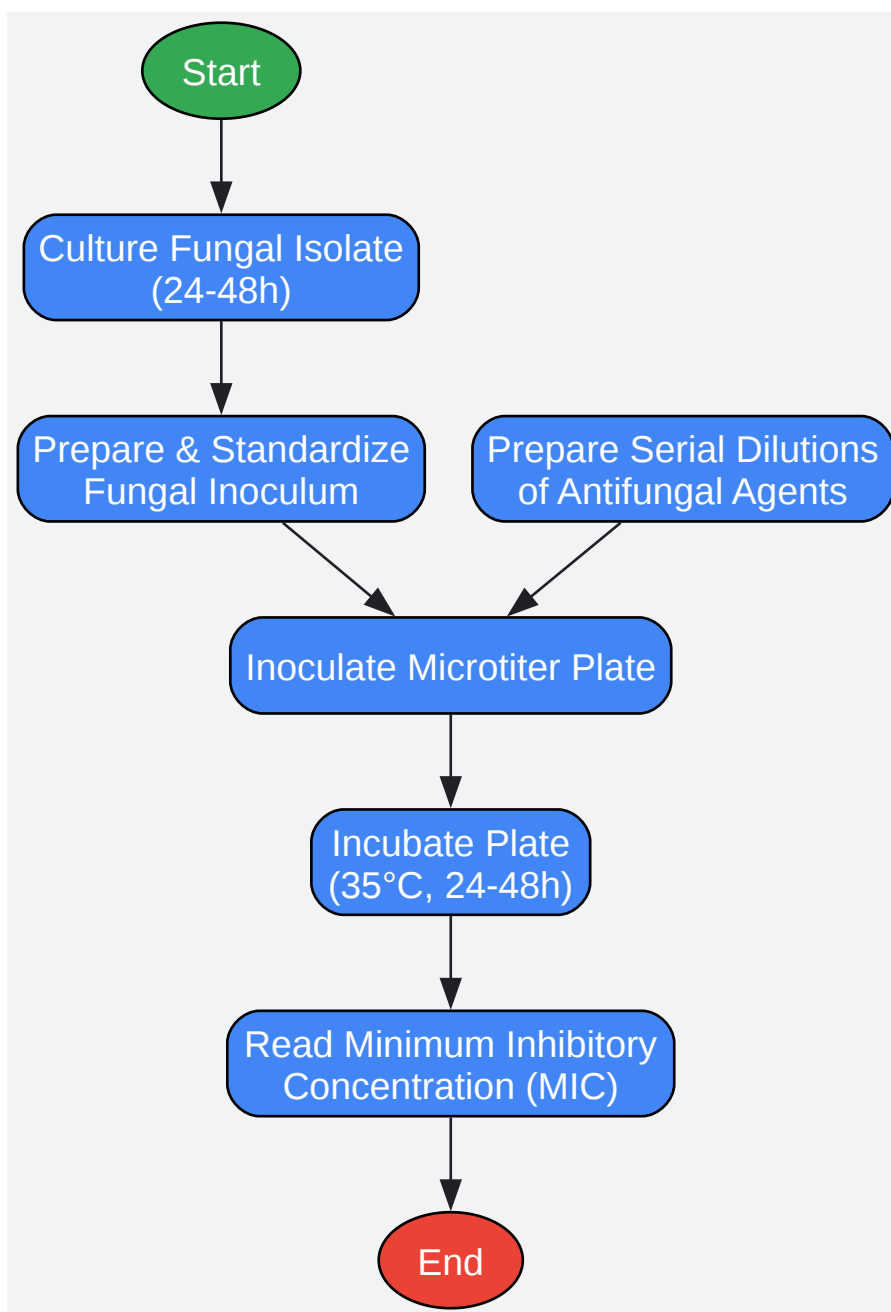 Start
Culture Fungal Isolate
(24-48h)
Prepare & Standardize
Fungal Inoculum
Prepare Serial Dilutions
of Antifungal Agents
Inoculate Microtiter Plate
Incubate Plate
(35°C, 24-48h)
Read Minimum Inhibitory
Concentration (MIC)
End